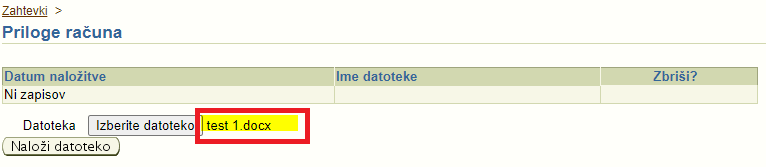 Zahtevki >
Priloge računa
Datum naložitve Ime datoteke Zbriši?
Ni zapisov
Datoteka Izberite datoteko test 1.docx
Naloži datoteko